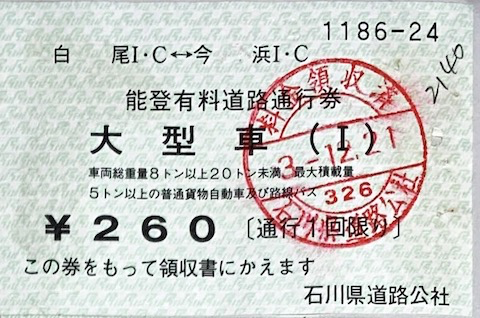 1186-24
白 尾I・C↔今 浜I・C
2140
能登有料道路通行券
大型車(I)
車両総重量8トン以上20トン未満、最大積載量
5トン以上の普通貨物自動車及び路線バス
¥260 〔通行1回限り〕
この券をもって領収書にかえます
石川県道路公社
料金領収済
3.-12.21
326
石川県道路公社